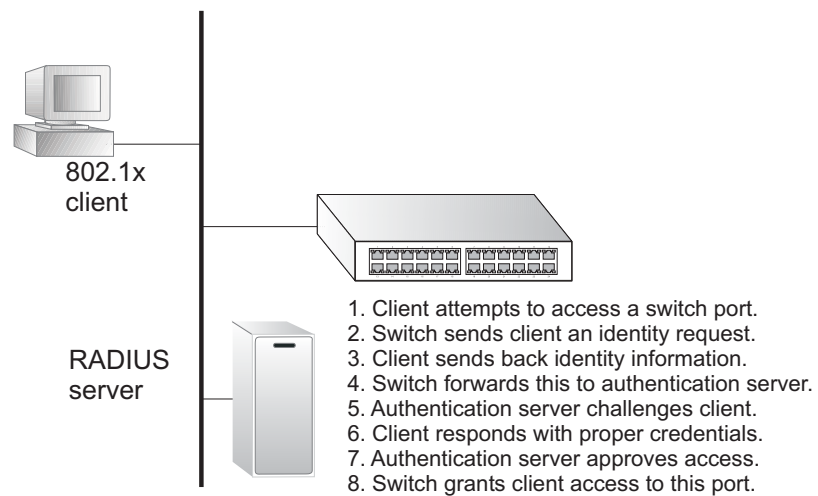 802.1x
client
RADIUS
server
1. Client attempts to access a switch port.
2. Switch sends client an identity request.
3. Client sends back identity information.
4. Switch forwards this to authentication server.
5. Authentication server challenges client.
6. Client responds with proper credentials.
7. Authentication server approves access.
8. Switch grants client access to this port.